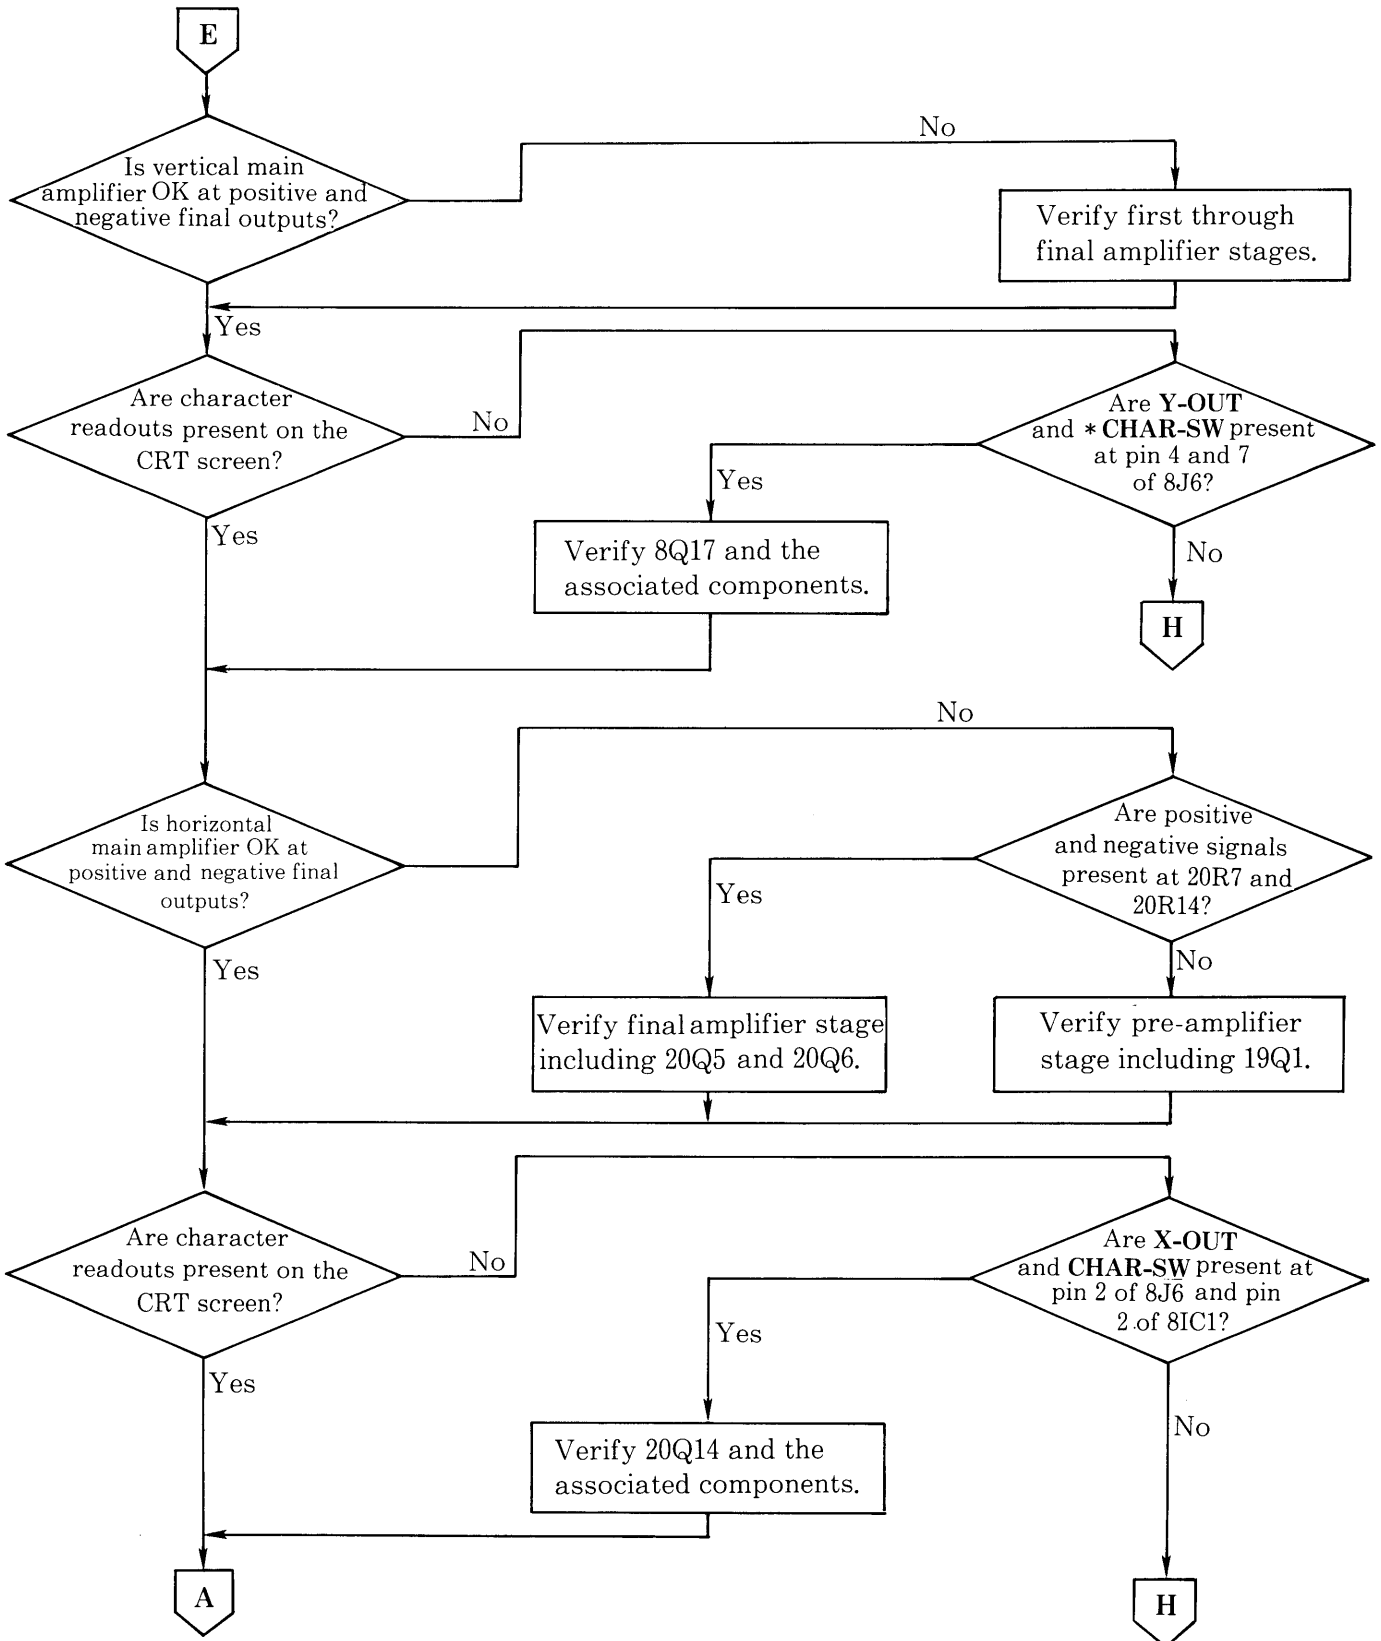 E
Is vertical main
amplifier OK at positive and
negative final outputs?
No
Verify first through
final amplifier stages.
Yes
Are character
readouts present on the
CRT screen?
No
Are Y-OUT
and *CHAR-SW present
at pin 4 and 7
of 8J6?
Yes
Yes
Verify 8Q17 and the
associated components.
No
H
No
Is horizontal
main amplifier OK at
positive and negative final
outputs?
Are positive
and negative signals
present at 20R7 and
20R14?
Yes
Yes
No
Verify final amplifier stage
including 20Q5 and 20Q6.
Verify pre-amplifier
stage including 19Q1.
Are character
readouts present on the
CRT screen?
No
Are X-OUT
and CHAR-SW present at
pin 2 of 8J6 and pin
2 of 8IC1?
Yes
Yes
No
Verify 20Q14 and the
associated components.
A
H